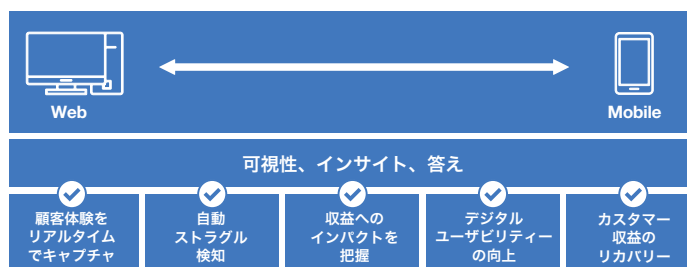 Web
Mobile
可視性、インサイト、答え
顧客体験を
リアルタイム
でキャプチャ
自動
ストラグル
検知
収益への
インパクトを
把握
デジタル
ユーザビリティー
の向上
カスタマー
収益の
リカバリー